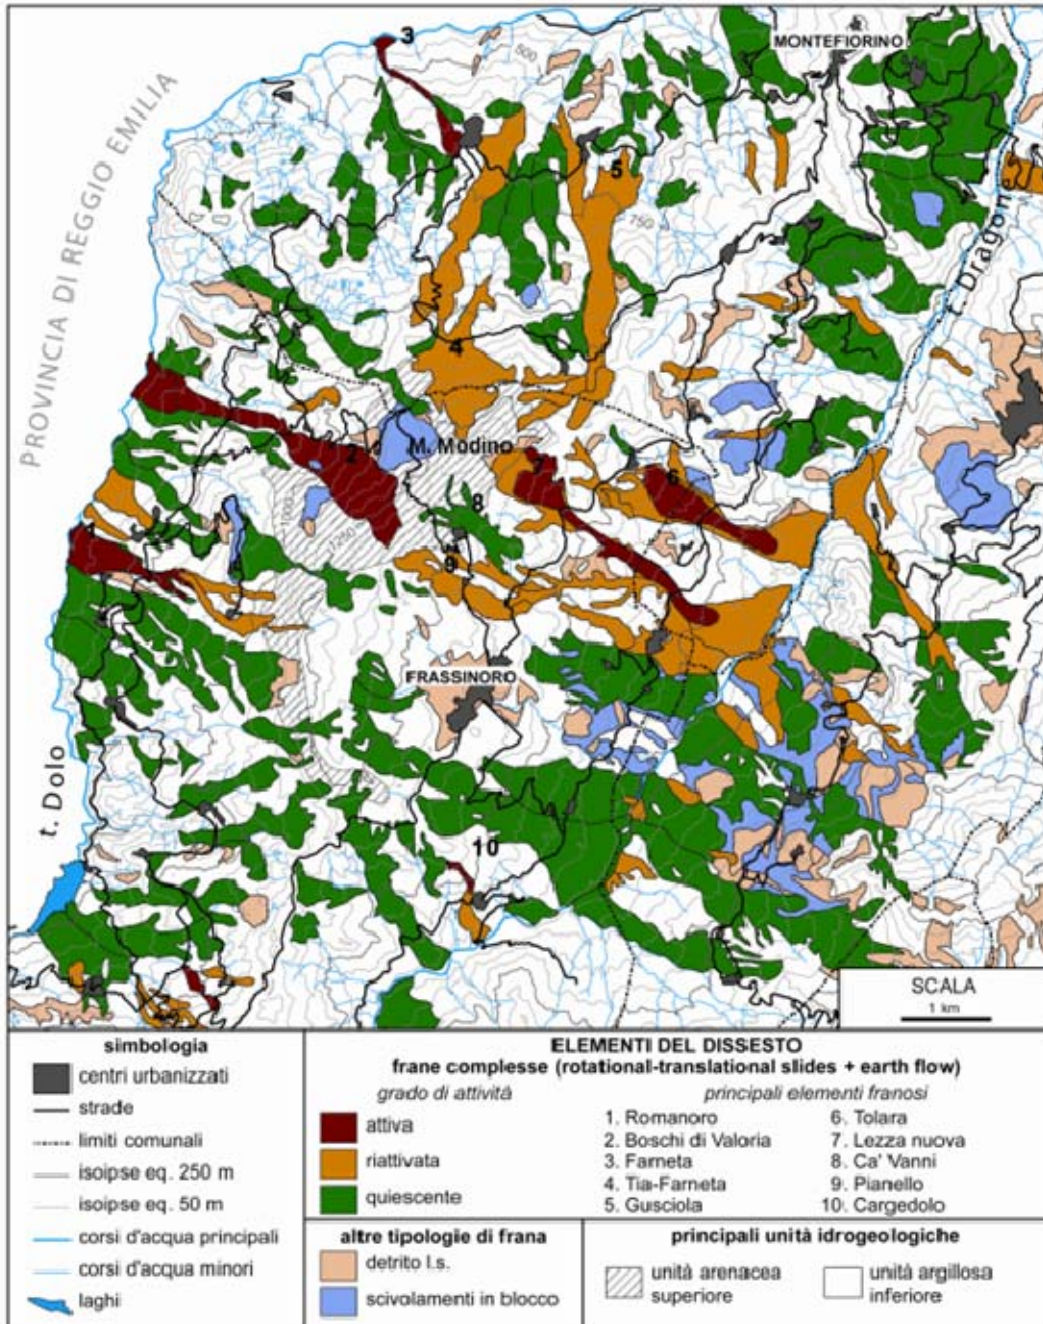 3
MONTEFIORINO
500
PROVINCIA DI REGGIO EMILIA
5
750
t. Dragone
4
2
M. Modino
7
6
8
1000
1250
1
9
FRASSINORO
t. Dolo
10
SCALA
1 km
simbologia
centri urbanizzati
strade
limiti comunali
isoipse eq. 250 m
isoipse eq. 50 m
corsi d'acqua principali
corsi d'acqua minori
laghi
ELEMENTI DEL DISSESTO
frane complesse (rotational-translational slides + earth flow)
grado di attività
attiva
riattivata
quiescente
principali elementi franosi
1. Romanoro
2. Boschi di Valoria
3. Farneta
4. Tia-Farneta
5. Gusciola
6. Tolara
7. Lezza nuova
8. Ca' Vanni
9. Pianello
10. Cargedolo
altre tipologie di frana
detrito l.s.
scivolamenti in blocco
principali unità idrogeologiche
unità arenacea
superiore
unità argillosa
inferiore